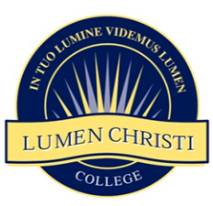 IN TUO LUMINE VIDEMUS LUMEN
LUMEN CHRISTI
COLLEGE